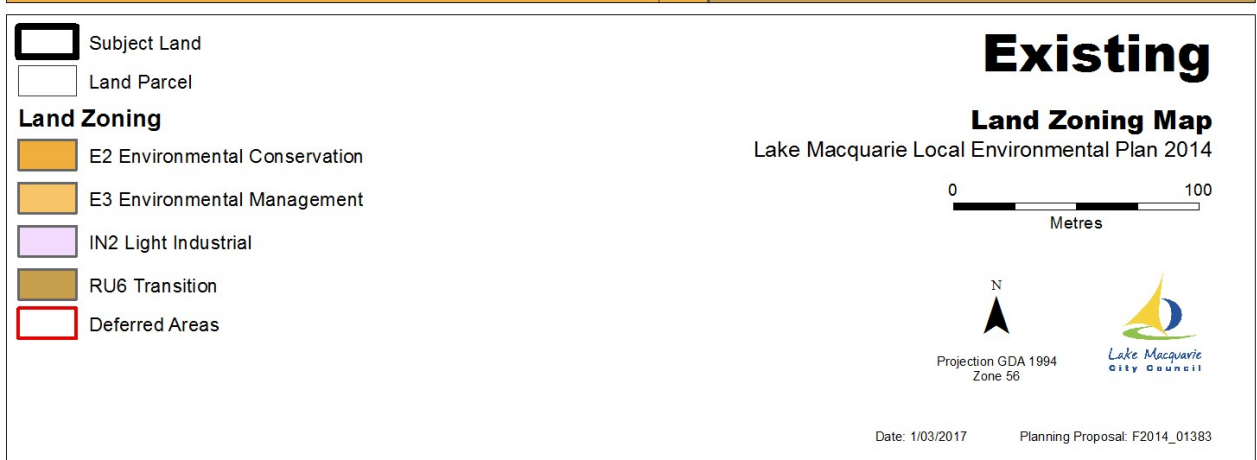 Subject Land
Land Parcel
Land Zoning
E2 Environmental Conservation
E3 Environmental Management
IN2 Light Industrial
RU6 Transition
Deferred Areas
Existing
Land Zoning Map
Lake Macquarie Local Environmental Plan 2014
0 100
Metres
N
Projection GDA 1994
Zone 56
Lake Macquarie
City Council
Date: 1/03/2017 Planning Proposal: F2014_01383